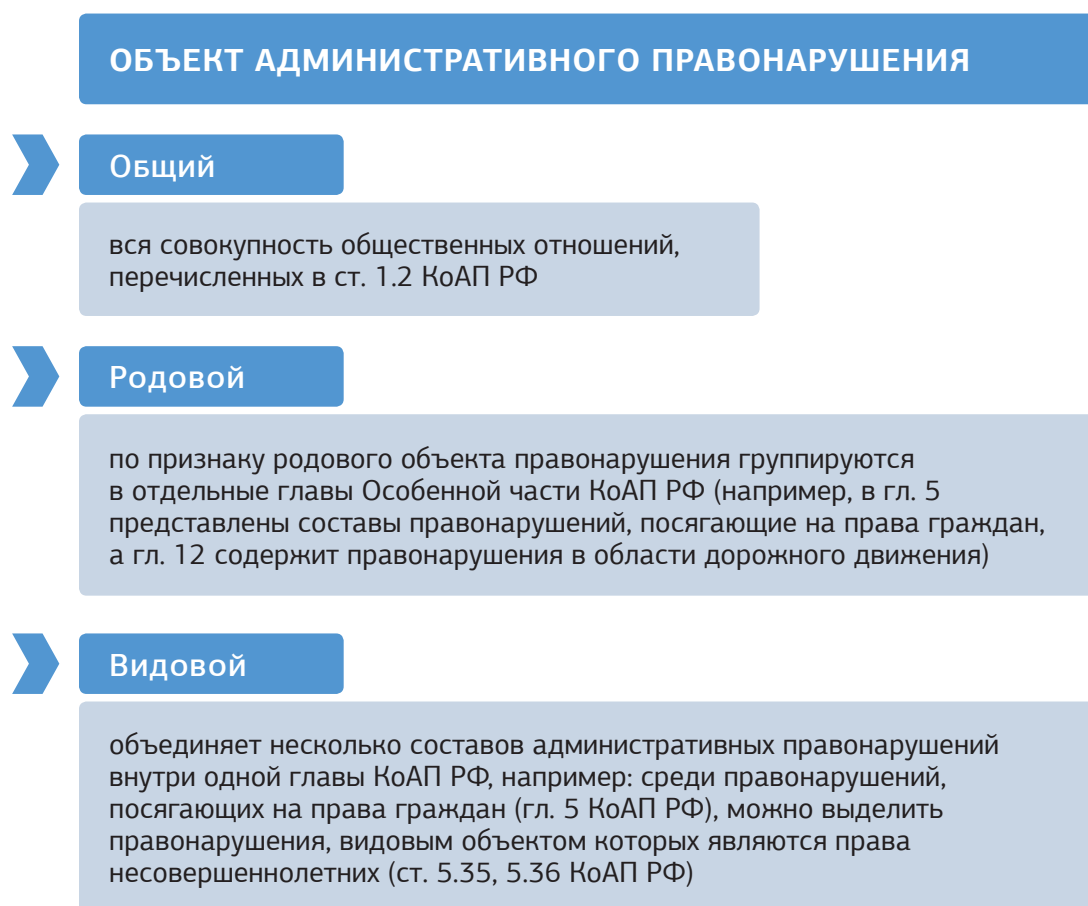 ОБЪЕКТ АДМИНИСТРАТИВНОГО ПРАВОНАРУШЕНИЯ
Общий
вся совокупность общественных отношений,
перечисленных в ст. 1.2 КоАП РФ
Родовой
по признаку родового объекта правонарушения группируются
в отдельные главы Особенной части КоАП РФ (например, в гл. 5
представлены составы правонарушений, посягающие на права граждан,
а гл. 12 содержит правонарушения в области дорожного движения)
Видовой
объединяет несколько составов административных правонарушений
внутри одной главы КоАП РФ, например: среди правонарушений,
посягающих на права граждан (гл. 5 КоАП РФ), можно выделить
правонарушения, видовым объектом которых являются права
несовершеннолетних (ст. 5.35, 5.36 КоАП РФ)